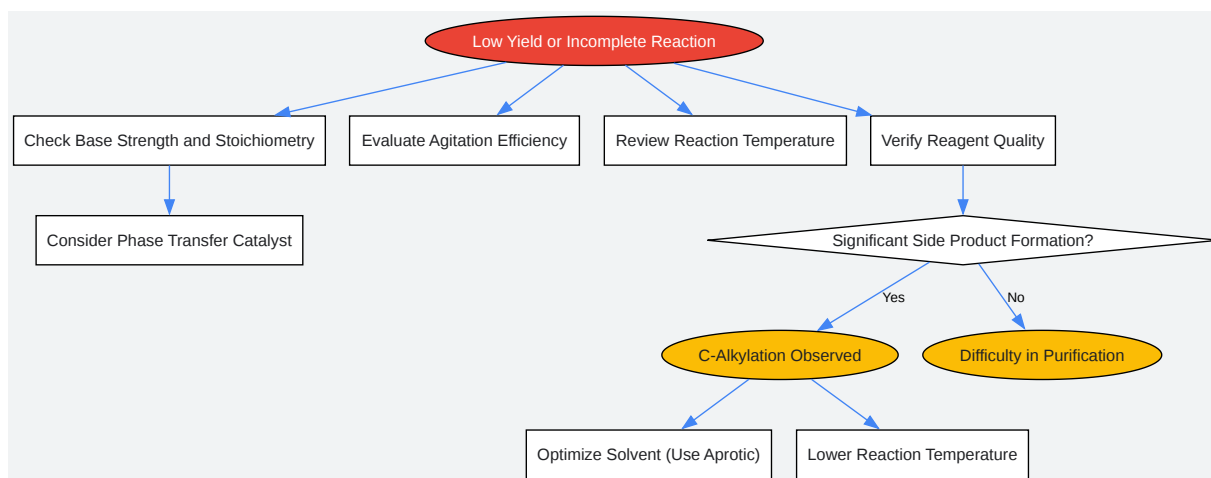 Low Yield or Incomplete Reaction
Check Base Strength and Stoichiometry
Evaluate Agitation Efficiency
Review Reaction Temperature
Verify Reagent Quality
Consider Phase Transfer Catalyst
Significant Side Product Formation?
Yes
No
C-Alkylation Observed
Difficulty in Purification
Optimize Solvent (Use Aprotic)
Lower Reaction Temperature